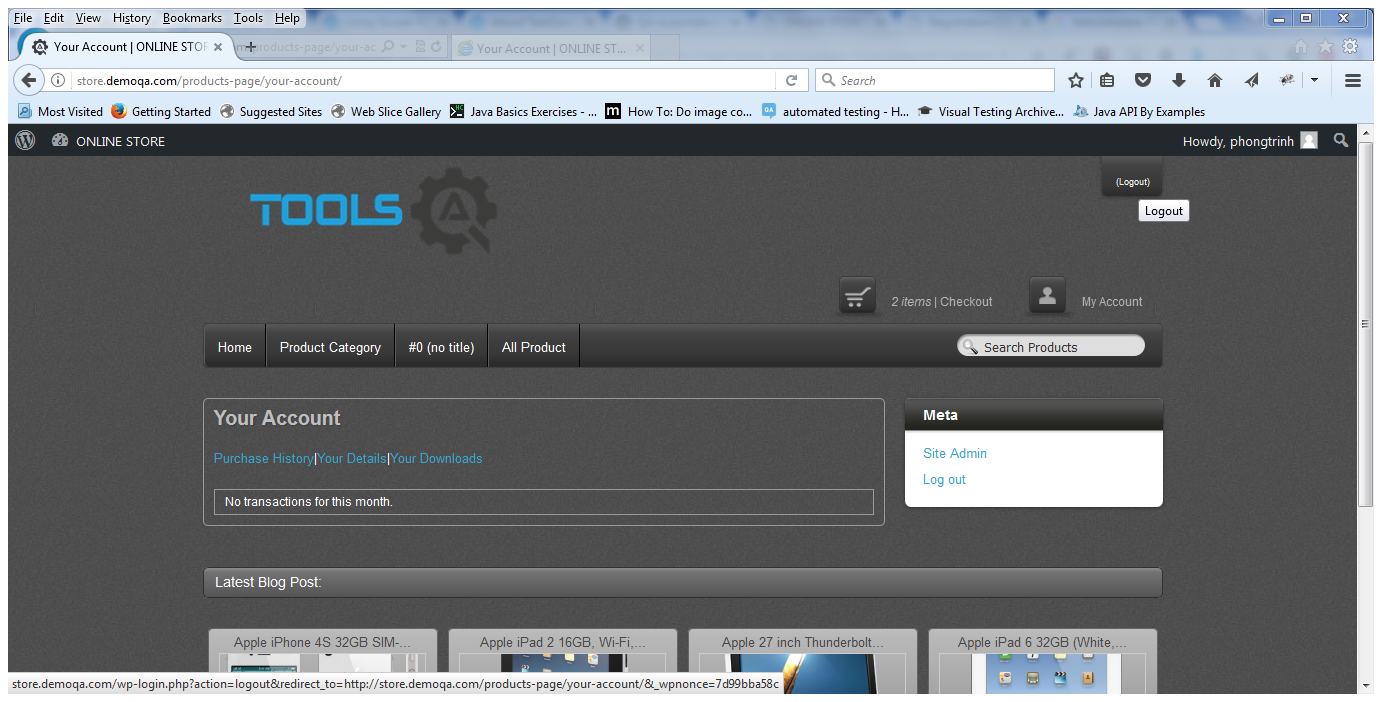 File Edit View History Bookmarks Tools Help
Your Account | ONLINE STOR
products-page/your-ac
Your Account | ONLINE ST...
store.demoqa.com/products-page/your-account/
Search
Most Visited Getting Started Suggested Sites Web Slice Gallery Java Basics Exercises - ... How To: Do image co... automated testing - H... Visual Testing Archive... Java API By Examples
ONLINE STORE
Howdy, phongtrinh
(Logout)
TOOLS QA
Logout
2 items | Checkout
My Account
Home Product Category #0 (no title) All Product
Search Products
Your Account
Meta
Purchase History|Your Details|Your Downloads
Site Admin
Log out
No transactions for this month.
Latest Blog Post:
Apple iPhone 4S 32GB SIM-... Apple iPad 2 16GB, Wi-Fi,... Apple 27 inch Thunderbolt... Apple iPad 6 32GB (White,...
store.demoqa.com/wp-login.php?action=logout&redirect_to=http://store.demoqa.com/products-page/your-account/&_wpnonce=7d99bba58c